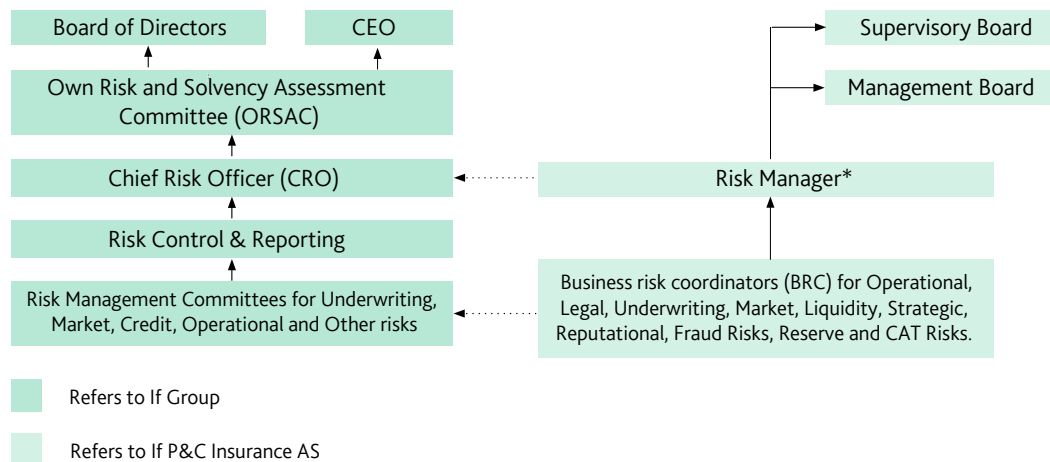 Board of Directors
CEO
Supervisory Board
Own Risk and Solvency Assessment
Committee (ORSAC)
Management Board
Chief Risk Officer (CRO)
Risk Manager*
Risk Control & Reporting
Risk Management Committees for Underwriting,
Market, Credit, Operational and Other risks
Business risk coordinators (BRC) for Operational,
Legal, Underwriting, Market, Liquidity, Strategic,
Reputational, Fraud Risks, Reserve and CAT Risks.
Refers to If Group
Refers to If P&C Insurance AS